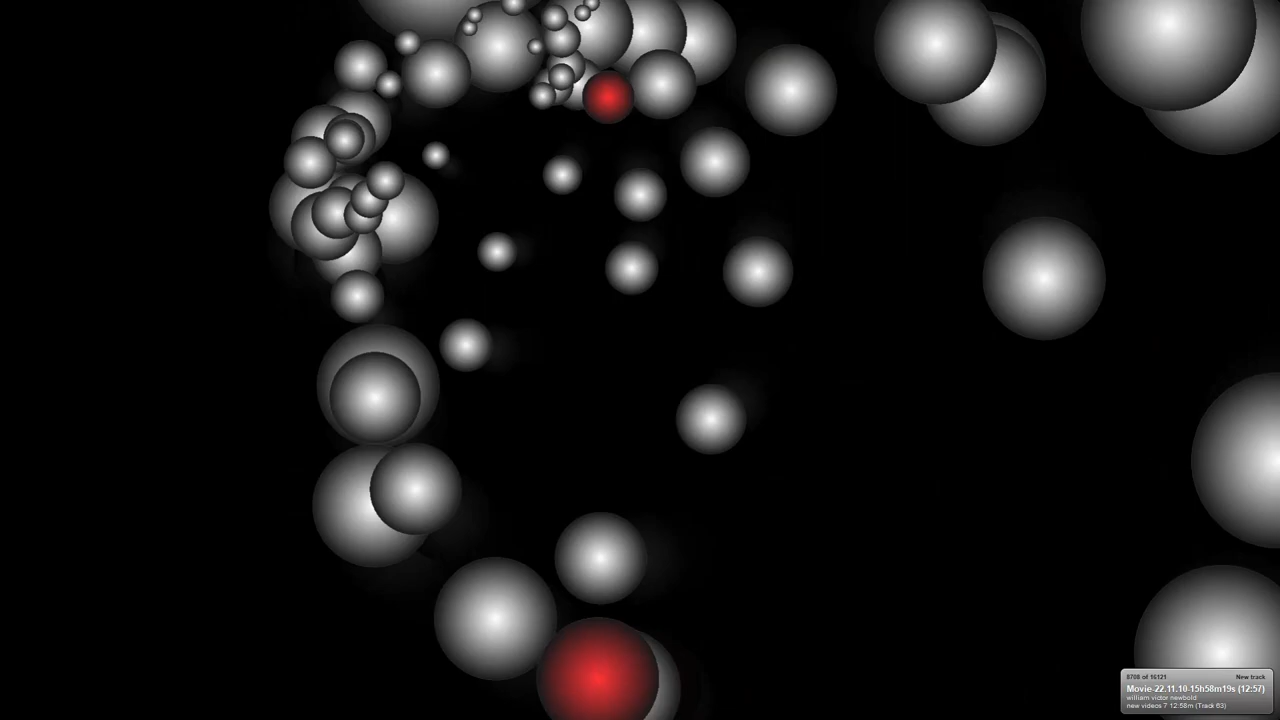 8708 of 16121 New track
Movie-22.11.10-15h58m19s (12:57)
william victor newbold
new videos 7 12:58m (Track 63)